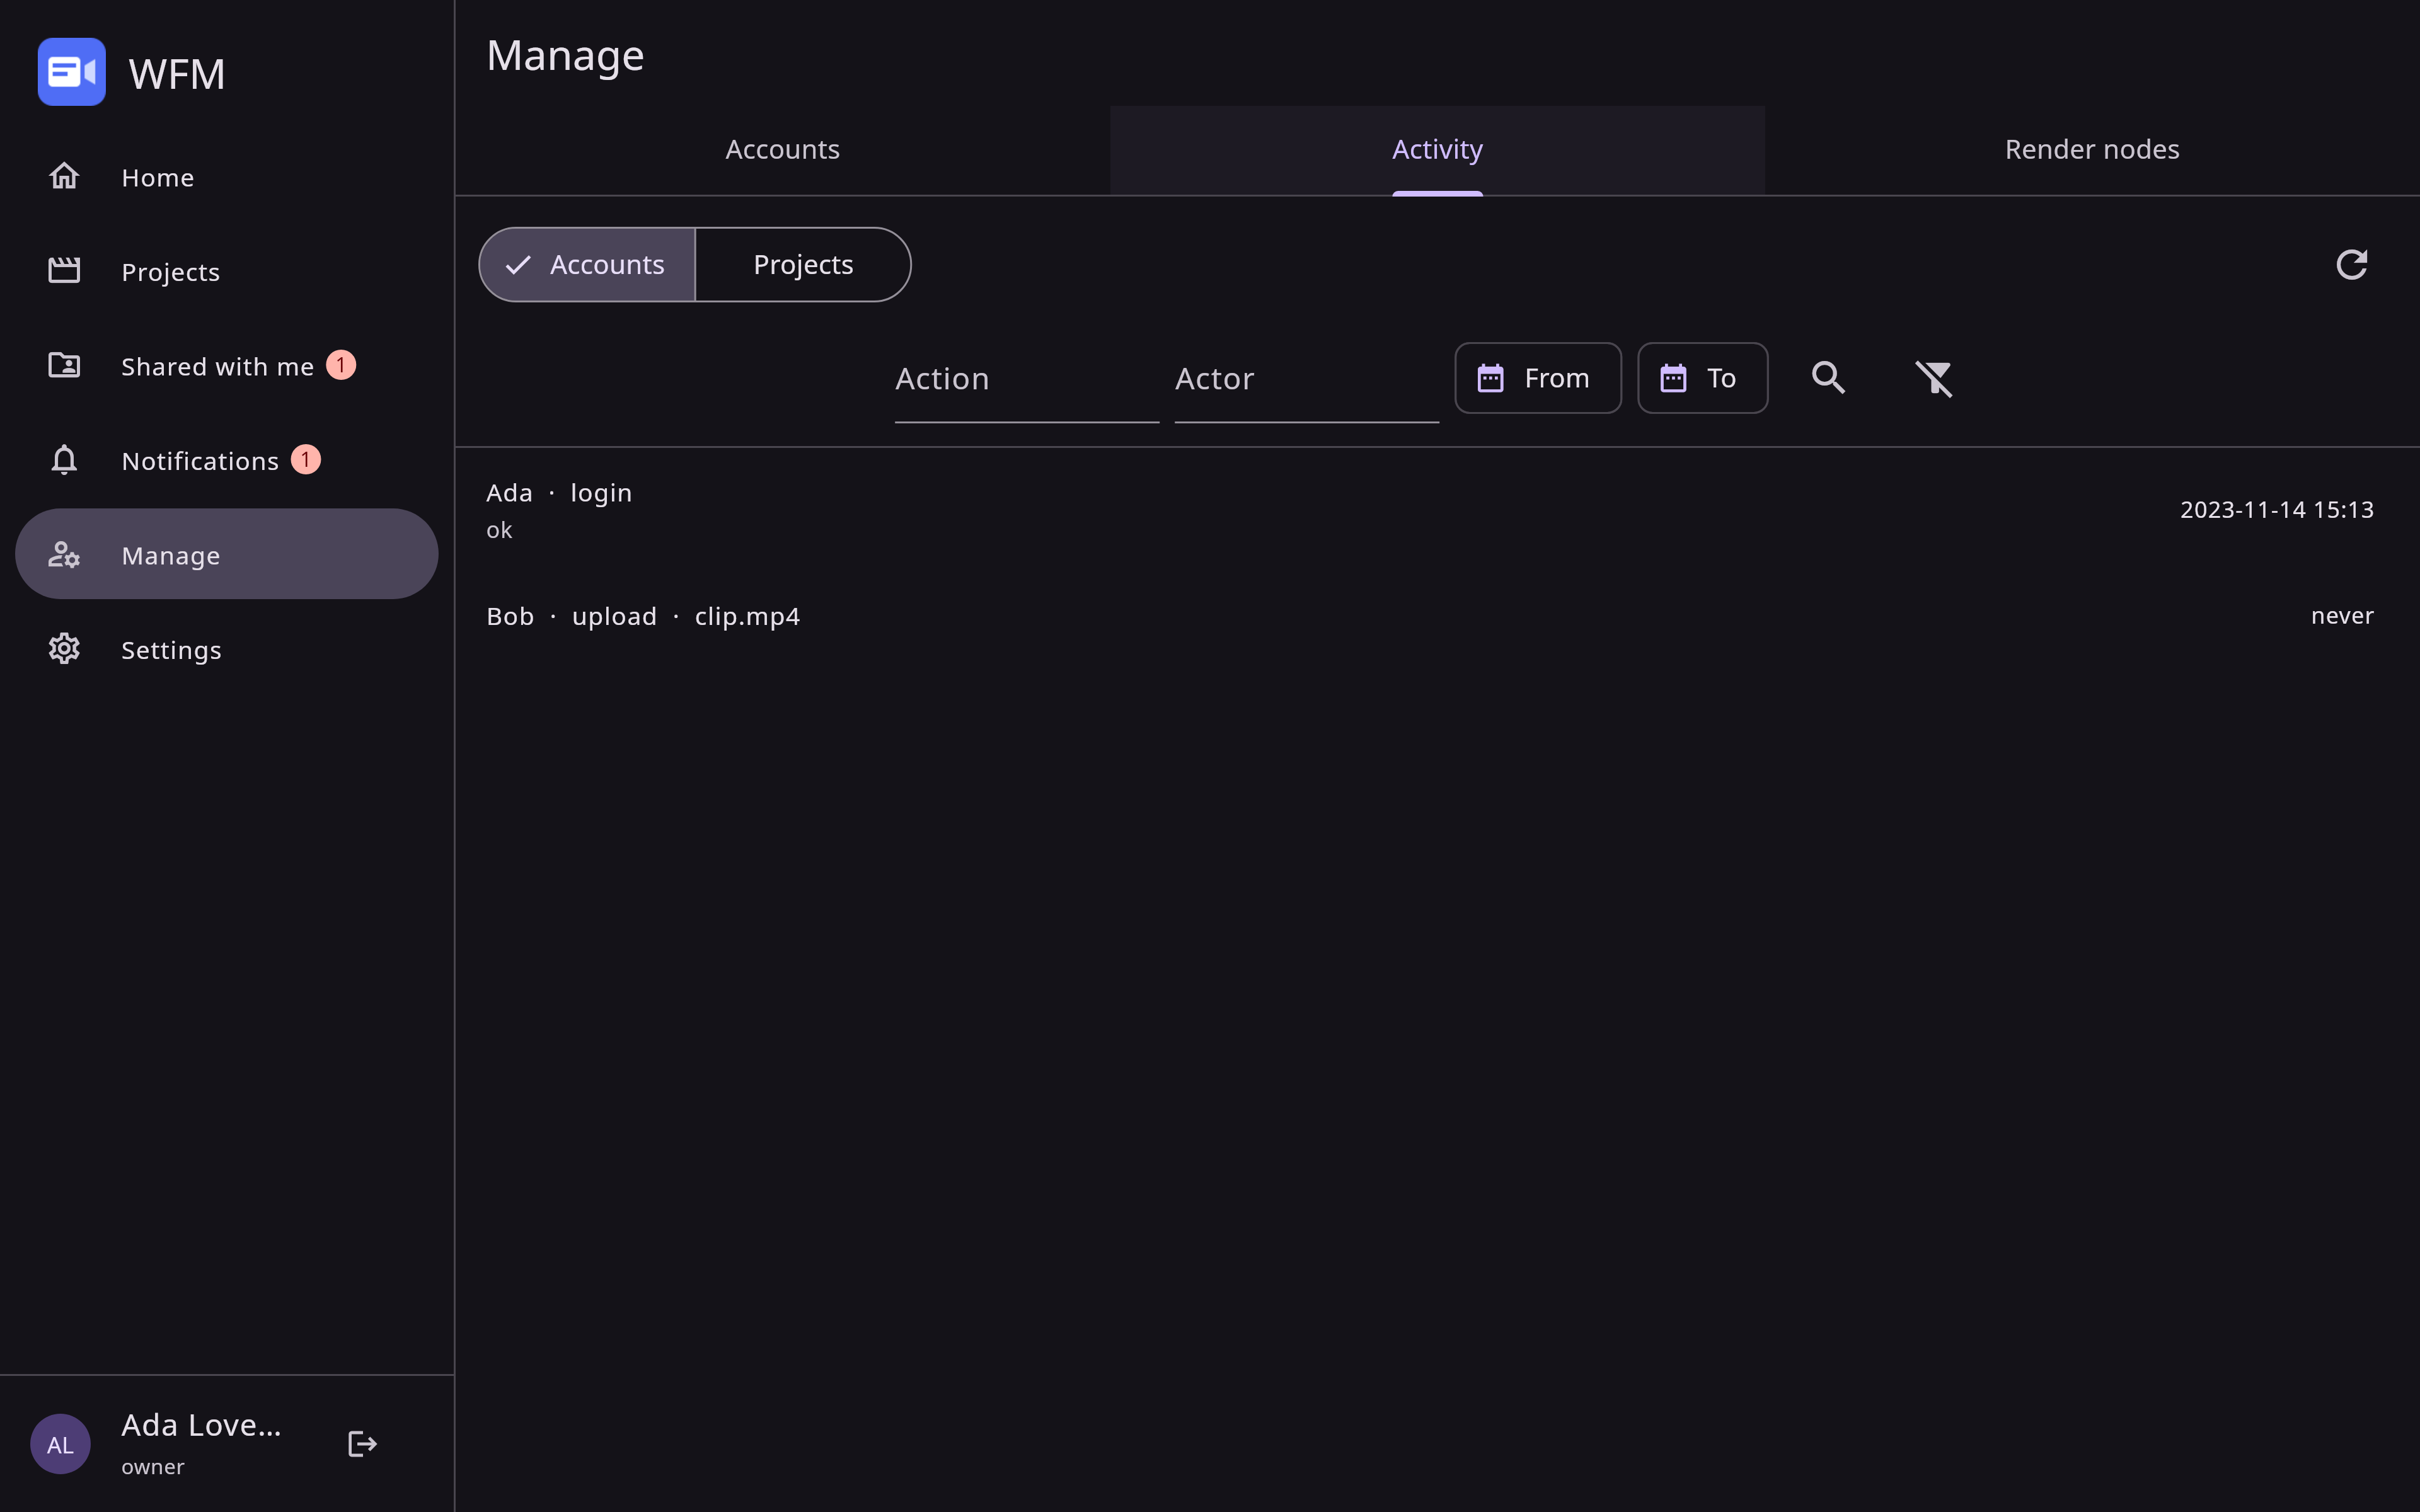 WFM
Home
Projects
Shared with me 1
Notifications 1
Manage
Settings
AL
Ada Love…
owner
Manage
Accounts
Activity
Render nodes
Accounts
Projects
Action
Actor
From
To
Ada · login
ok
2023-11-14 15:13
Bob · upload · clip.mp4
never